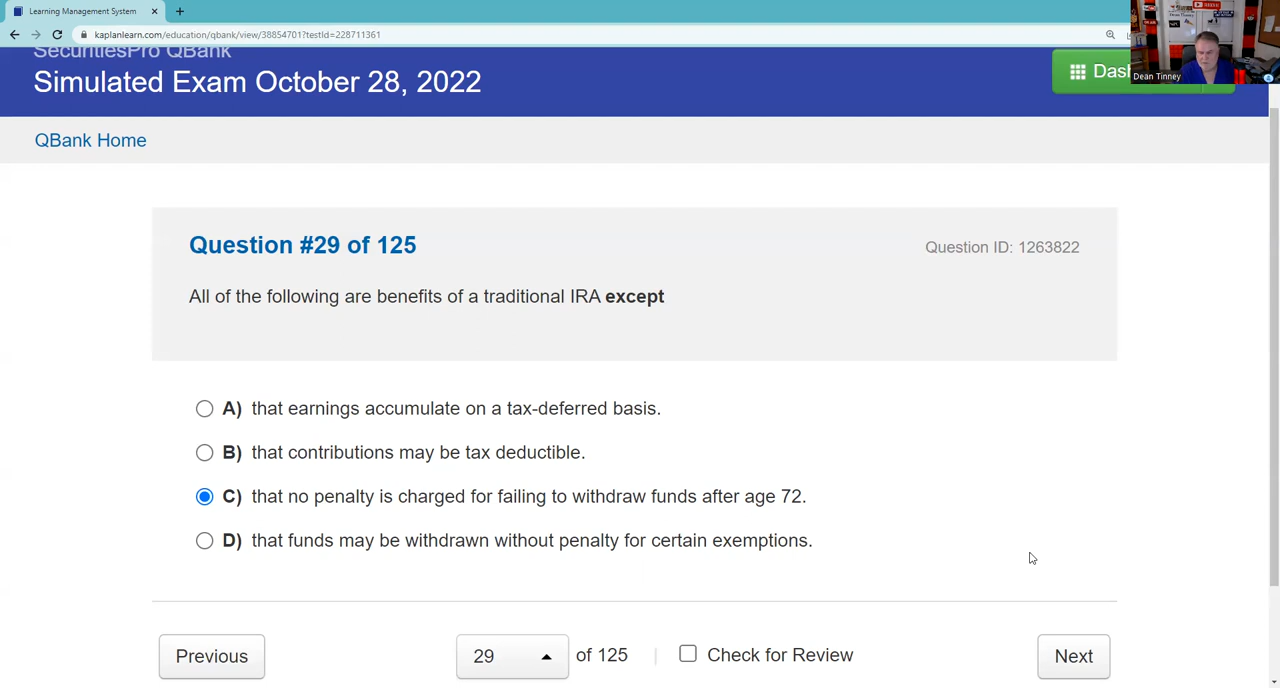 Learning Management System
kaplanlearn.com/education/qbank/view/38854701?testId=228711361
SecuritiesPro QBank
Simulated Exam October 28, 2022
Dash
Dean Tinney
QBank Home
Question #29 of 125
Question ID: 1263822
All of the following are benefits of a traditional IRA except
A) that earnings accumulate on a tax-deferred basis.
B) that contributions may be tax deductible.
C) that no penalty is charged for failing to withdraw funds after age 72.
D) that funds may be withdrawn without penalty for certain exemptions.
Previous
29
of 125
Check for Review
Next